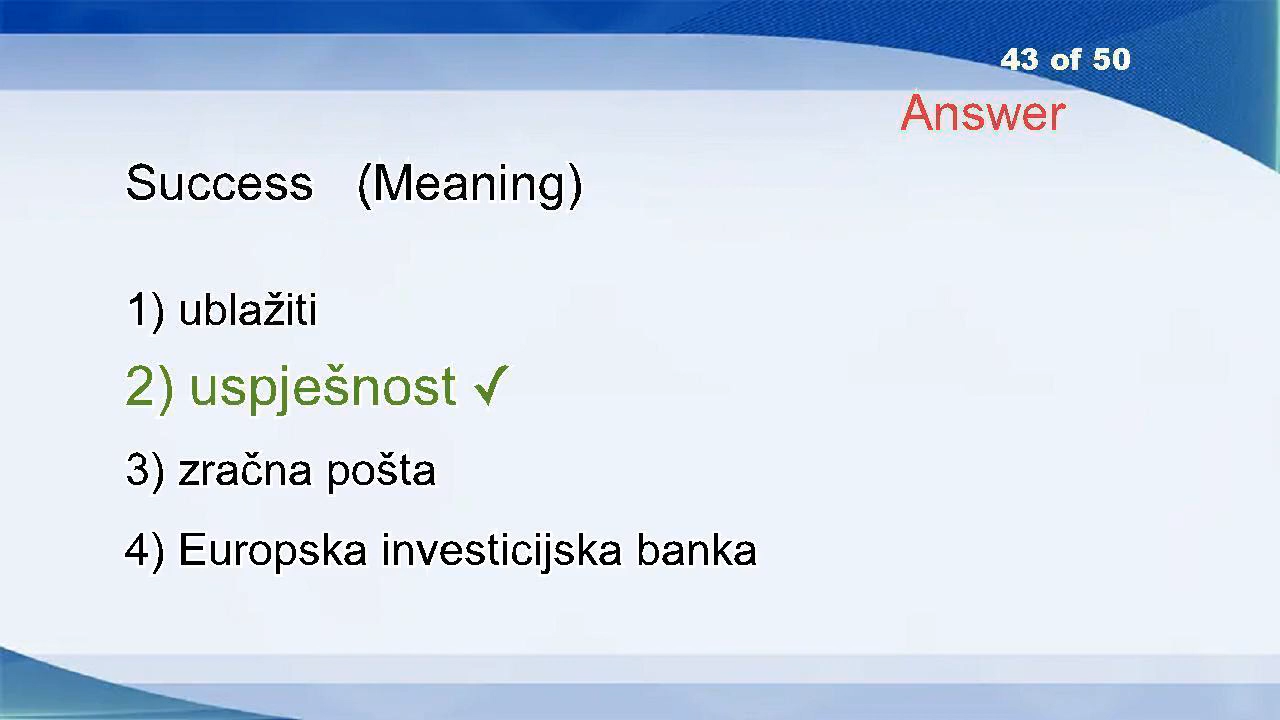 43 of 50
Answer
Success (Meaning)
1) ublažiti
2) uspješnost ✓
3) zračna pošta
4) Europska investicijska banka